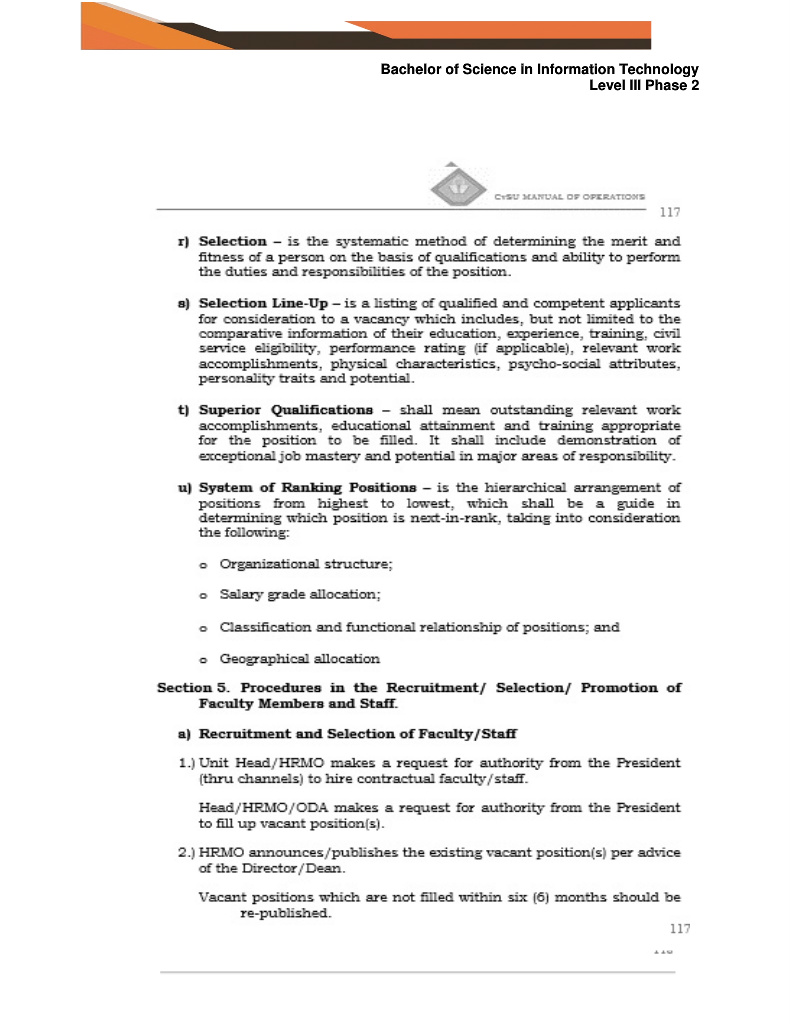 Bachelor of Science in Information Technology
Level III Phase 2
CvSU MANUAL OF OPERATIONS
117
r) Selection – is the systematic method of determining the merit and
fitness of a person on the basis of qualifications and ability to perform
the duties and responsibilities of the position.
s) Selection Line-Up – is a listing of qualified and competent applicants
for consideration to a vacancy which includes, but not limited to the
comparative information of their education, experience, training, civil
service eligibility, performance rating (if applicable), relevant work
accomplishments, physical characteristics, psycho-social attributes,
personality traits and potential.
t) Superior Qualifications – shall mean outstanding relevant work
accomplishments, educational attainment and training appropriate
for the position to be filled. It shall include demonstration of
exceptional job mastery and potential in major areas of responsibility.
u) System of Ranking Positions – is the hierarchical arrangement of
positions from highest to lowest, which shall be a guide in
determining which position is next-in-rank, taking into consideration
the following:
o Organizational structure;
o Salary grade allocation;
o Classification and functional relationship of positions; and
o Geographical allocation
Section 5. Procedures in the Recruitment/ Selection/ Promotion of
Faculty Members and Staff.
a) Recruitment and Selection of Faculty/Staff
1.) Unit Head/HRMO makes a request for authority from the President
(thru channels) to hire contractual faculty/staff.
Head/HRMO/ODA makes a request for authority from the President
to fill up vacant position(s).
2.) HRMO announces/publishes the existing vacant position(s) per advice
of the Director/Dean.
Vacant positions which are not filled within six (6) months should be
re-published.
117